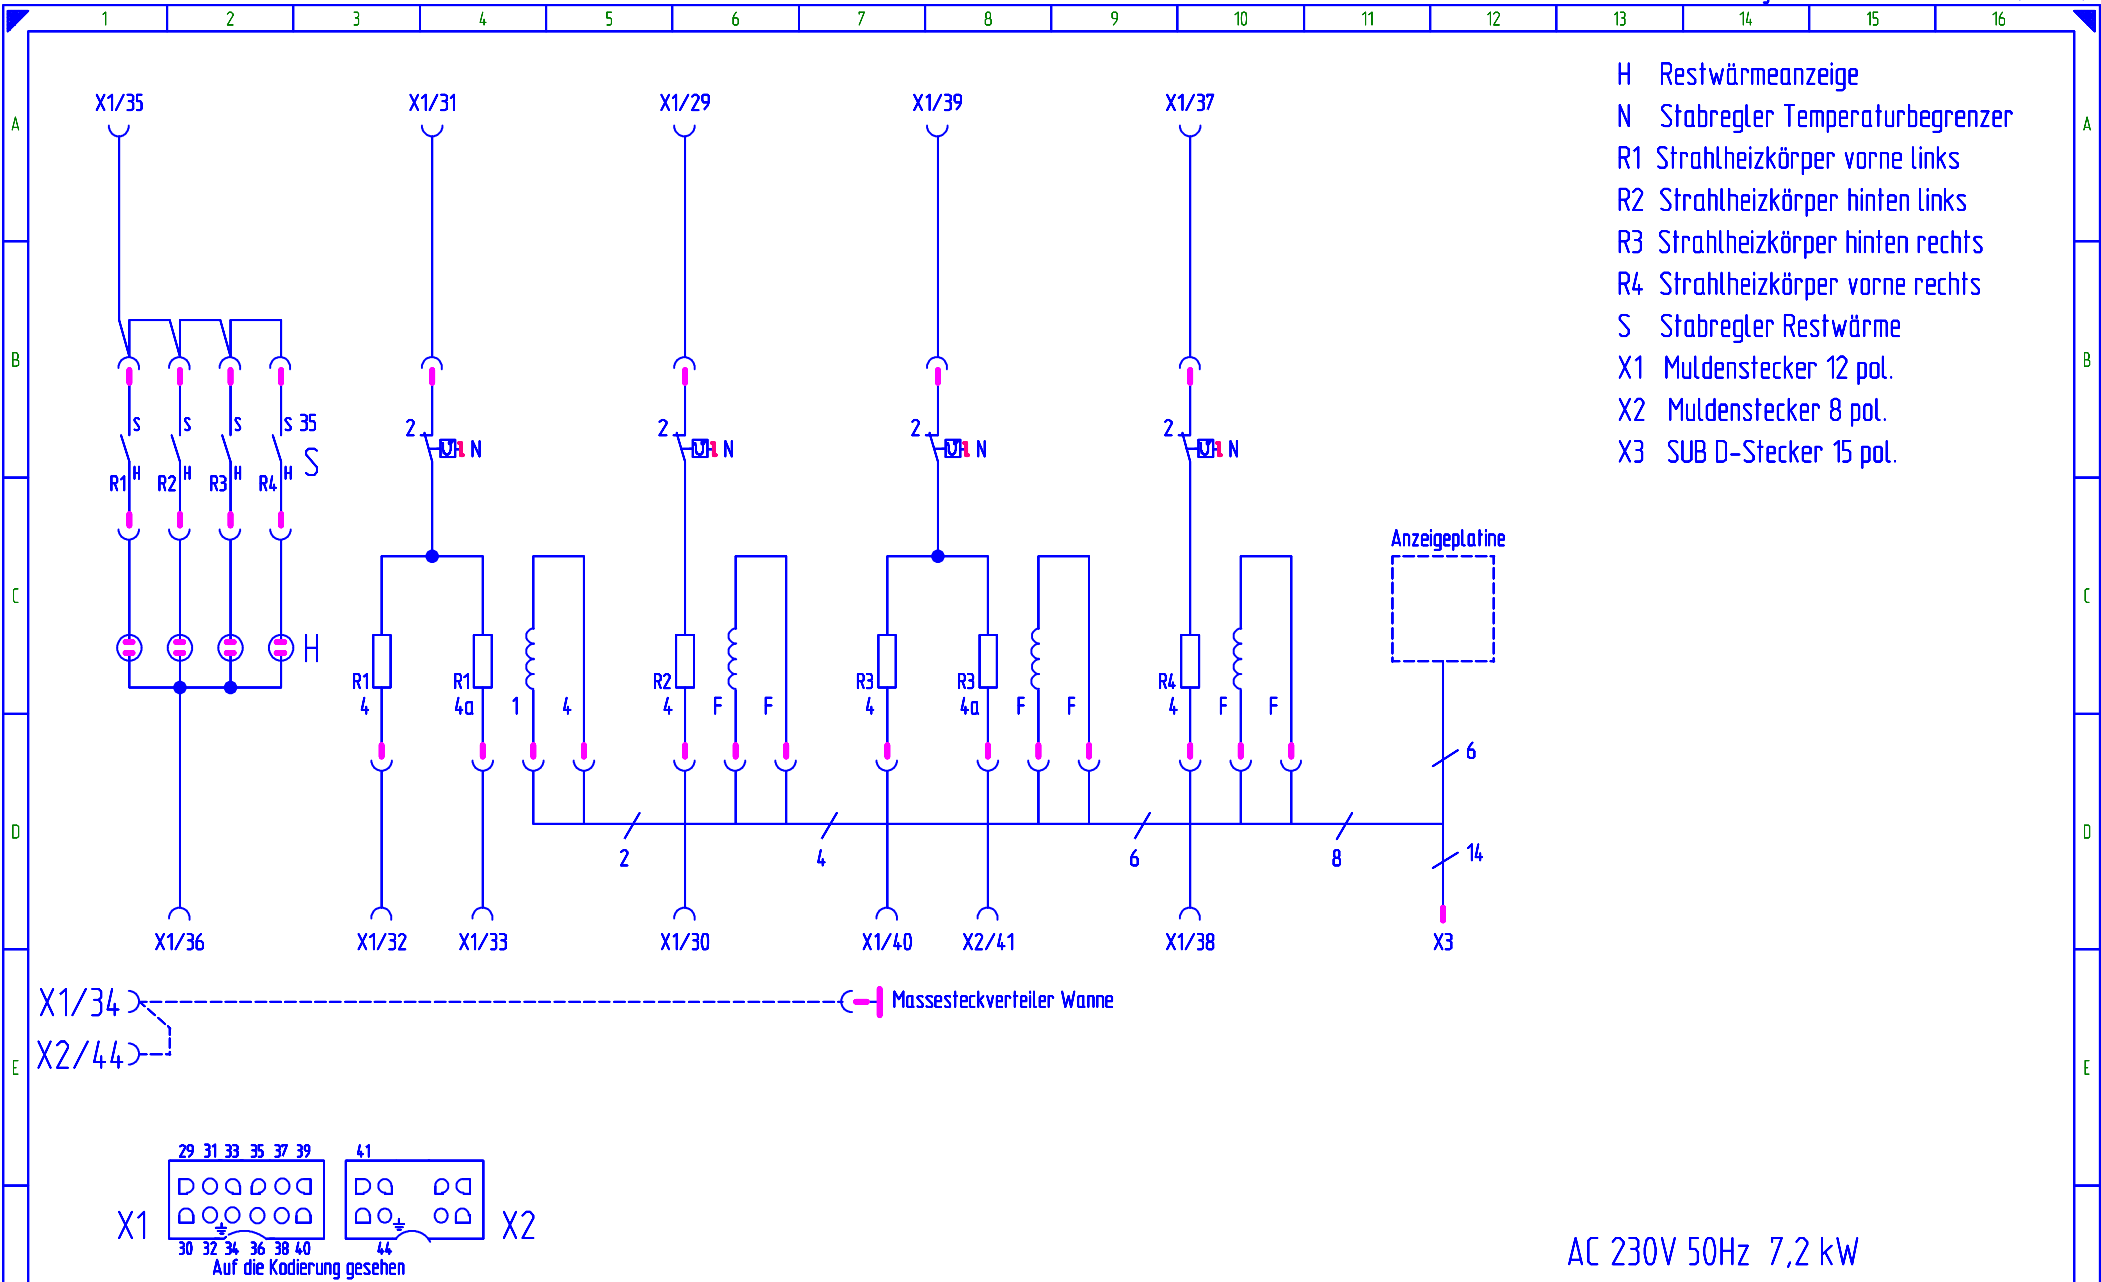 1 2 3 4 5 6 7 8 9 10 11 12 13 14 15 16
H Restwärmeanzeige
N Stabregler Temperaturbegrenzer
R1 Strahlheizkörper vorne links
R2 Strahlheizkörper hinten links
R3 Strahlheizkörper hinten rechts
R4 Strahlheizkörper vorne rechts
S Stabregler Restwärme
X1 Muldenstecker 12 pol.
X2 Muldenstecker 8 pol.
X3 SUB D-Stecker 15 pol.
X1/35 X1/31 X1/29 X1/39 X1/37
A A
B B
S S S S 35
2 N 2 N 2 N 2 N
S
H H H H
R1 R2 R3 R4
Anzeigeplatine
C C
H
R1 R1 R2 R3 R3 R4
4 4a 1 4 4 F F 4 4a F F 4 F F
6
D D
2 4 6 8 14
X1/36 X1/32 X1/33 X1/30 X1/40 X2/41 X1/38 X3
X1/34 Massesteckverteiler Wanne
X2/44
E E
29 31 33 35 37 39 41
X1 X2
30 32 34 36 38 40 44
Auf die Kodierung gesehen
AC 230V 50Hz 7,2 kW